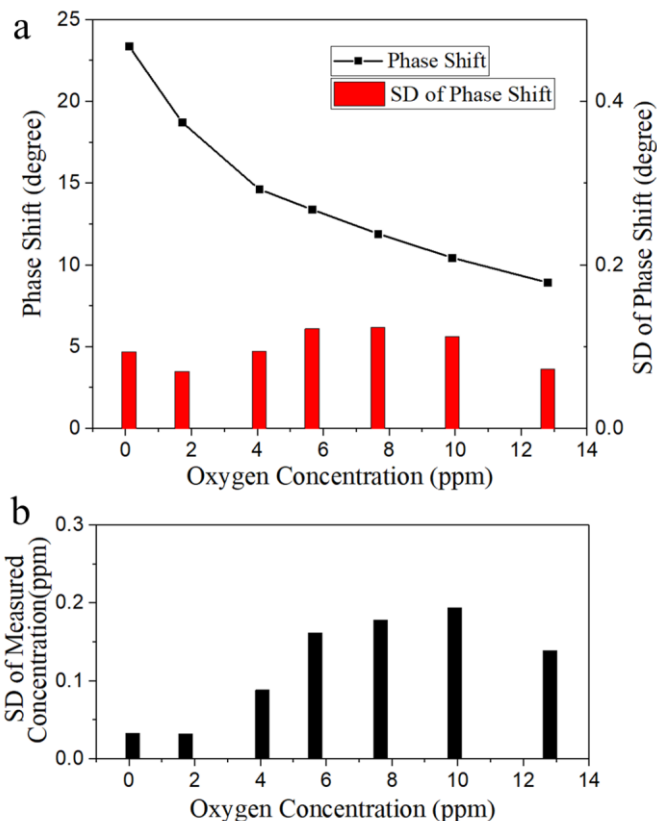 a
25
20
15
10
5
0
Phase Shift (degree)
Phase Shift
SD of Phase Shift
0.4
0.2
0.0
SD of Phase Shift (degree)
0 2 4 6 8 10 12 14
Oxygen Concentration (ppm)
b
0.3
0.2
0.1
0.0
SD of Measured
Concentration(ppm)
0 2 4 6 8 10 12 14
Oxygen Concentration (ppm)